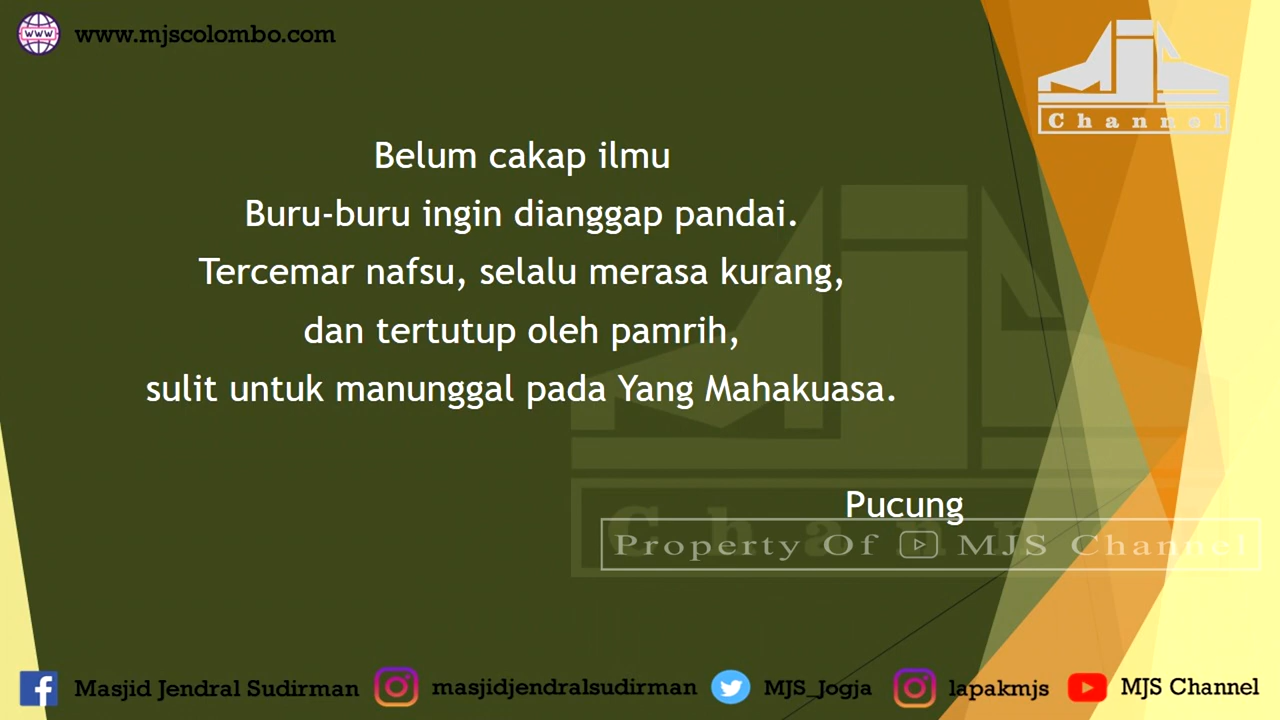 www.mjscolombo.com
Channel
Belum cakap ilmu
Buru-buru ingin dianggap pandai.
Tercemar nafsu, selalu merasa kurang,
dan tertutup oleh pamrih,
sulit untuk manunggal pada Yang Mahakuasa.
Pucung
Property Of MJS Channel
Masjid Jendral Sudirman masjidjendralsudirman MJS_Jogja lapakmjs MJS Channel